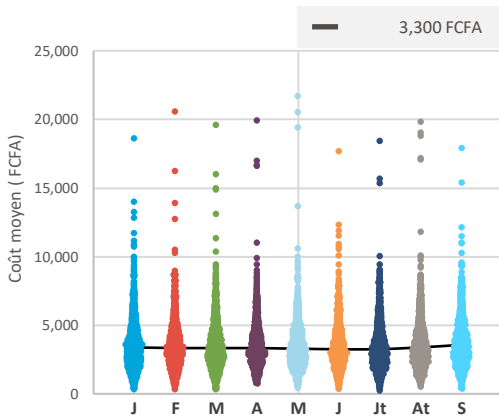 3,300 FCFA
25,000
20,000
15,000
10,000
5,000
0
Coût moyen ( FCFA)
J F M A M J Jt At S